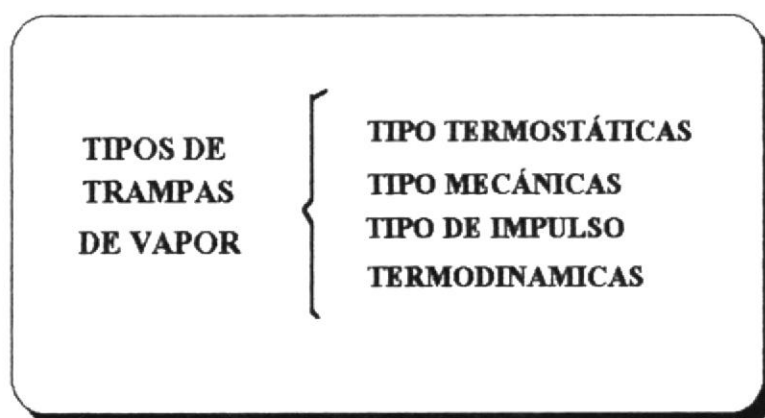 TIPOS DE
TRAMPAS
DE VAPOR
TIPO TERMOSTÁTICAS
TIPO MECÁNICAS
TIPO DE IMPULSO
TERMODINAMICAS